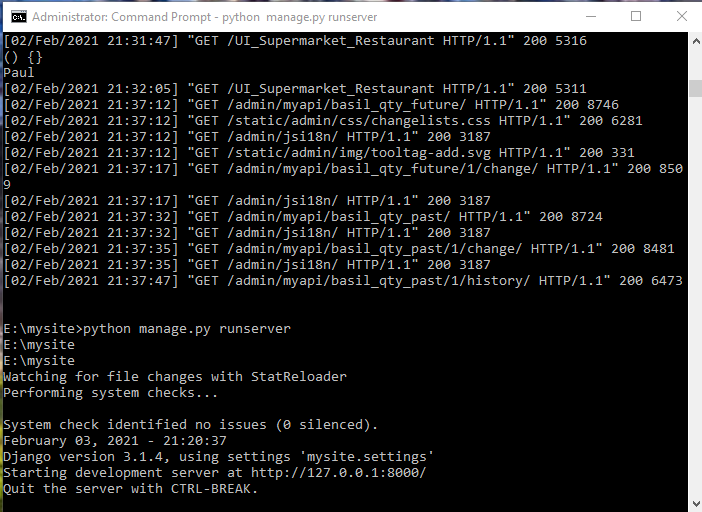 Administrator: Command Prompt - python  manage.py runserver
[02/Feb/2021 21:31:47] "GET /UI_Supermarket_Restaurant HTTP/1.1" 200 5316
() {}
Paul
[02/Feb/2021 21:32:05] "GET /UI_Supermarket_Restaurant HTTP/1.1" 200 5311
[02/Feb/2021 21:37:12] "GET /admin/myapi/basil_qty_future/ HTTP/1.1" 200 8746
[02/Feb/2021 21:37:12] "GET /static/admin/css/changelists.css HTTP/1.1" 200 6281
[02/Feb/2021 21:37:12] "GET /admin/jsi18n/ HTTP/1.1" 200 3187
[02/Feb/2021 21:37:12] "GET /static/admin/img/tooltag-add.svg HTTP/1.1" 200 331
[02/Feb/2021 21:37:17] "GET /admin/myapi/basil_qty_future/1/change/ HTTP/1.1" 200 850
9
[02/Feb/2021 21:37:17] "GET /admin/jsi18n/ HTTP/1.1" 200 3187
[02/Feb/2021 21:37:32] "GET /admin/myapi/basil_qty_past/ HTTP/1.1" 200 8724
[02/Feb/2021 21:37:32] "GET /admin/jsi18n/ HTTP/1.1" 200 3187
[02/Feb/2021 21:37:35] "GET /admin/myapi/basil_qty_past/1/change/ HTTP/1.1" 200 8481
[02/Feb/2021 21:37:35] "GET /admin/jsi18n/ HTTP/1.1" 200 3187
[02/Feb/2021 21:37:47] "GET /admin/myapi/basil_qty_past/1/history/ HTTP/1.1" 200 6473
E:\mysite>python manage.py runserver
E:\mysite
E:\mysite
Watching for file changes with StatReloader
Performing system checks...
System check identified no issues (0 silenced).
February 03, 2021 - 21:20:37
Django version 3.1.4, using settings 'mysite.settings'
Starting development server at http://127.0.0.1:8000/
Quit the server with CTRL-BREAK.